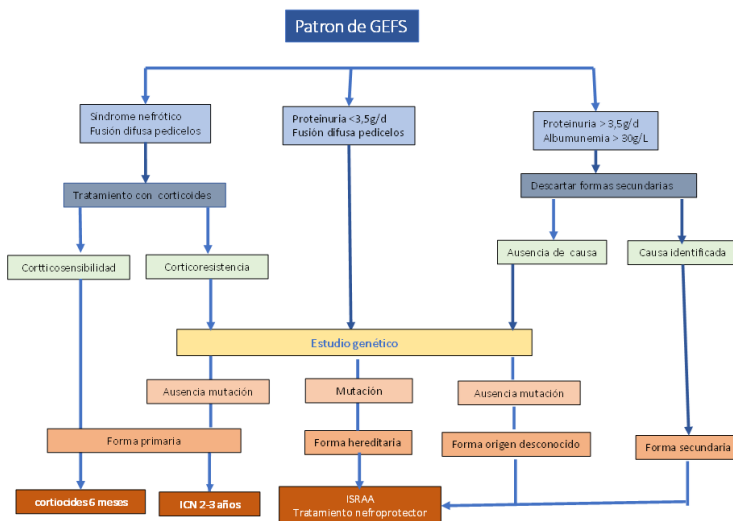 Patron de GEFS
Síndrome nefrótico
Fusión difusa pedicelos
Proteinuria <3,5g/d
Fusión difusa pedicelos
Proteinuria > 3,5g/d
Albumunemia > 30g/L
Tratamiento con corticoides
Descartar formas secundarias
Cortticosensibilidad
Corticoresistencia
Ausencia de causa
Causa identificada
Estudio genético
Ausencia mutación
Mutación
Ausencia mutación
Forma primaria
Forma hereditaria
Forma origen desconocido
Forma secundaria
cortiocides 6 meses
ICN 2-3 años
ISRAA
Tratamiento nefroprotector